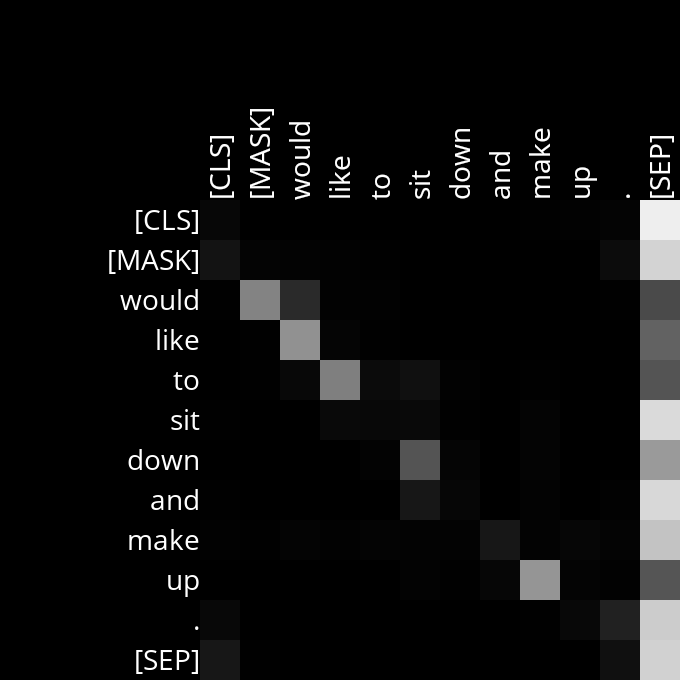 [CLS] [MASK] would like to sit down and make up . [SEP]
[CLS]
[MASK]
would
like
to
sit
down
and
make
up
.
[SEP]